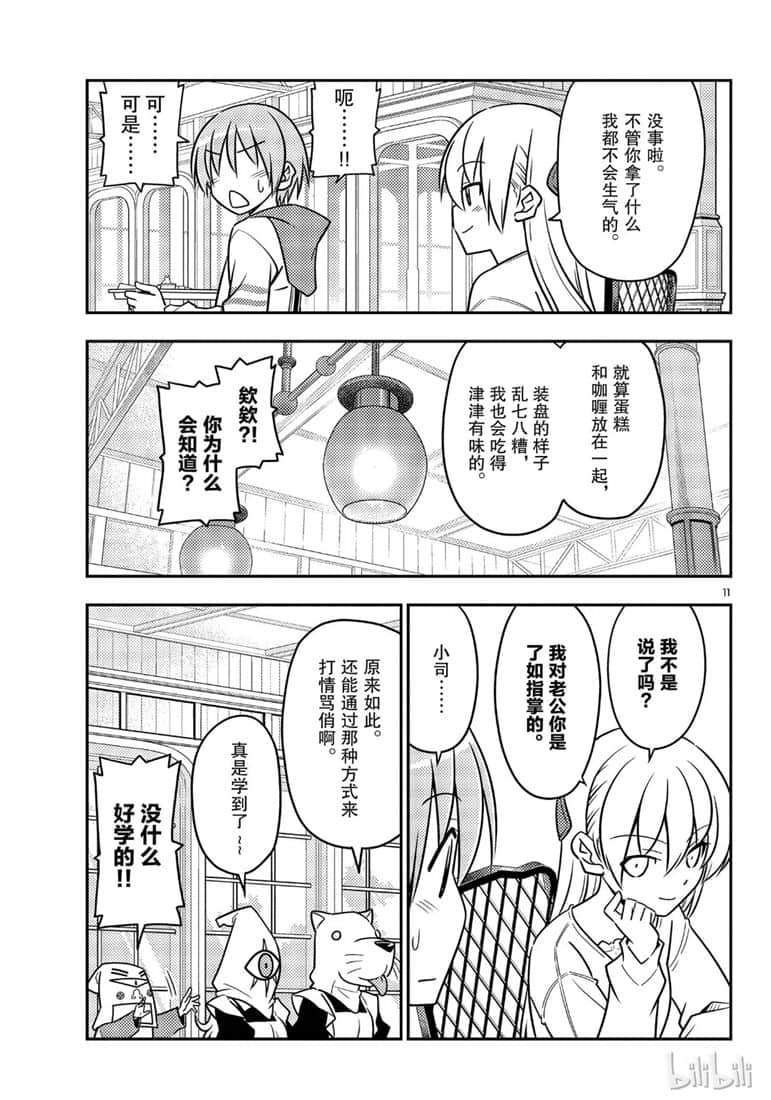 没事啦。
不管你拿了什么
我都不会生气的。
呃……!!
可……
可是……
就算蛋糕
和咖喱放在一起，
装盘的样子
乱七八糟，
我也会吃得
津津有味的。
欸欸?!
你为什么
会知道？
11
我不是
说了吗？
我对老公你是
了如指掌的。
小司……
原来如此。
还能通过那种方式来
打情骂俏啊。
真是学到了~~
没什么
好学的!!
bilibili